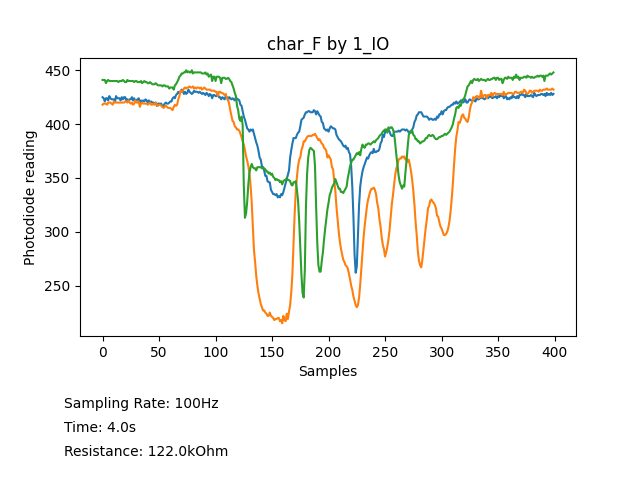 char_F by 1_IO
450
400
350
300
250
Photodiode reading
0 50 100 150 200 250 300 350 400
Samples
Sampling Rate: 100Hz
Time: 4.0s
Resistance: 122.0kOhm